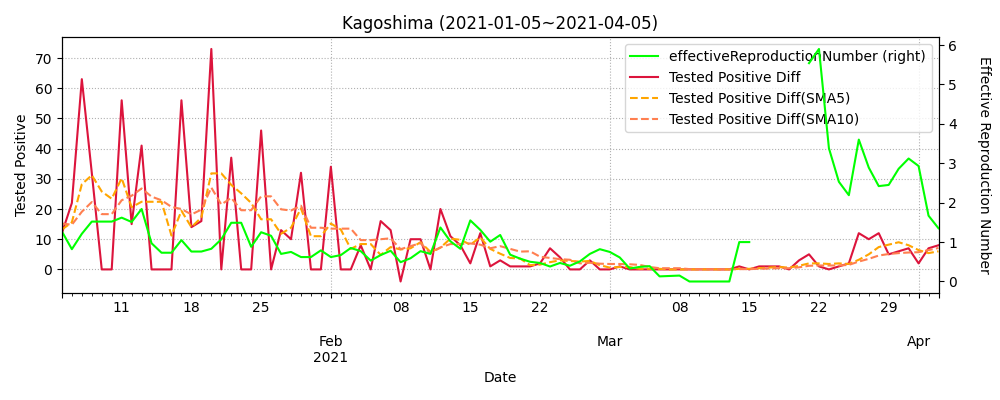 Kagoshima (2021-01-05~2021-04-05)
effectiveReproductionNumber (right)
Tested Positive Diff
Tested Positive Diff(SMA5)
Tested Positive Diff(SMA10)
Tested Positive
70
60
50
40
30
20
10
0
Effective Reproduction Number
6
5
4
3
2
1
0
11 18 25 08 15 22 08 15 22 29
Feb Mar Apr
2021
Date